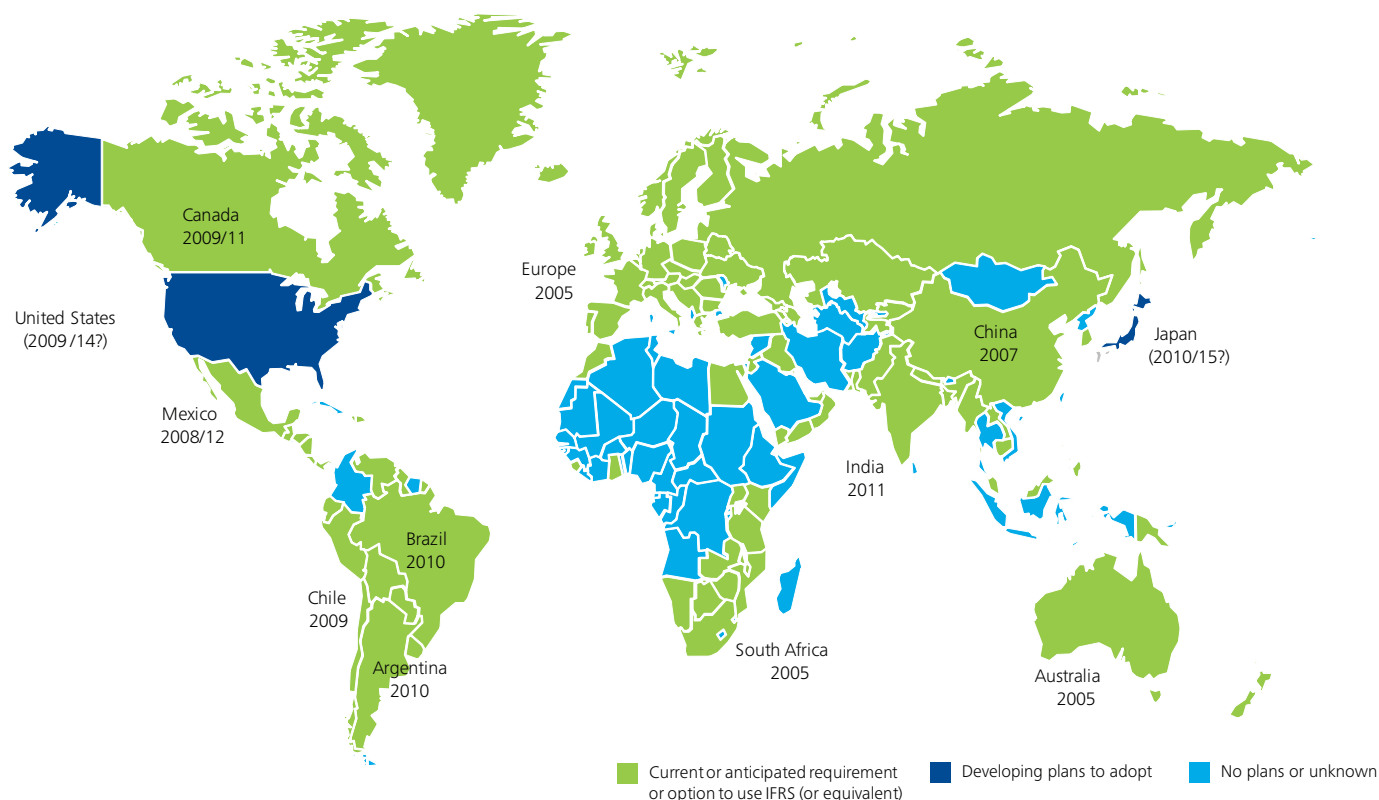 Canada
2009/11
Europe
2005
United States
(2009/14?)
China
2007
Japan
(2010/15?)
Mexico
2008/12
India
2011
Brazil
2010
Chile
2009
South Africa
2005
Argentina
2010
Australia
2005
Current or anticipated requirement
or option to use IFRS (or equivalent)
Developing plans to adopt
No plans or unknown